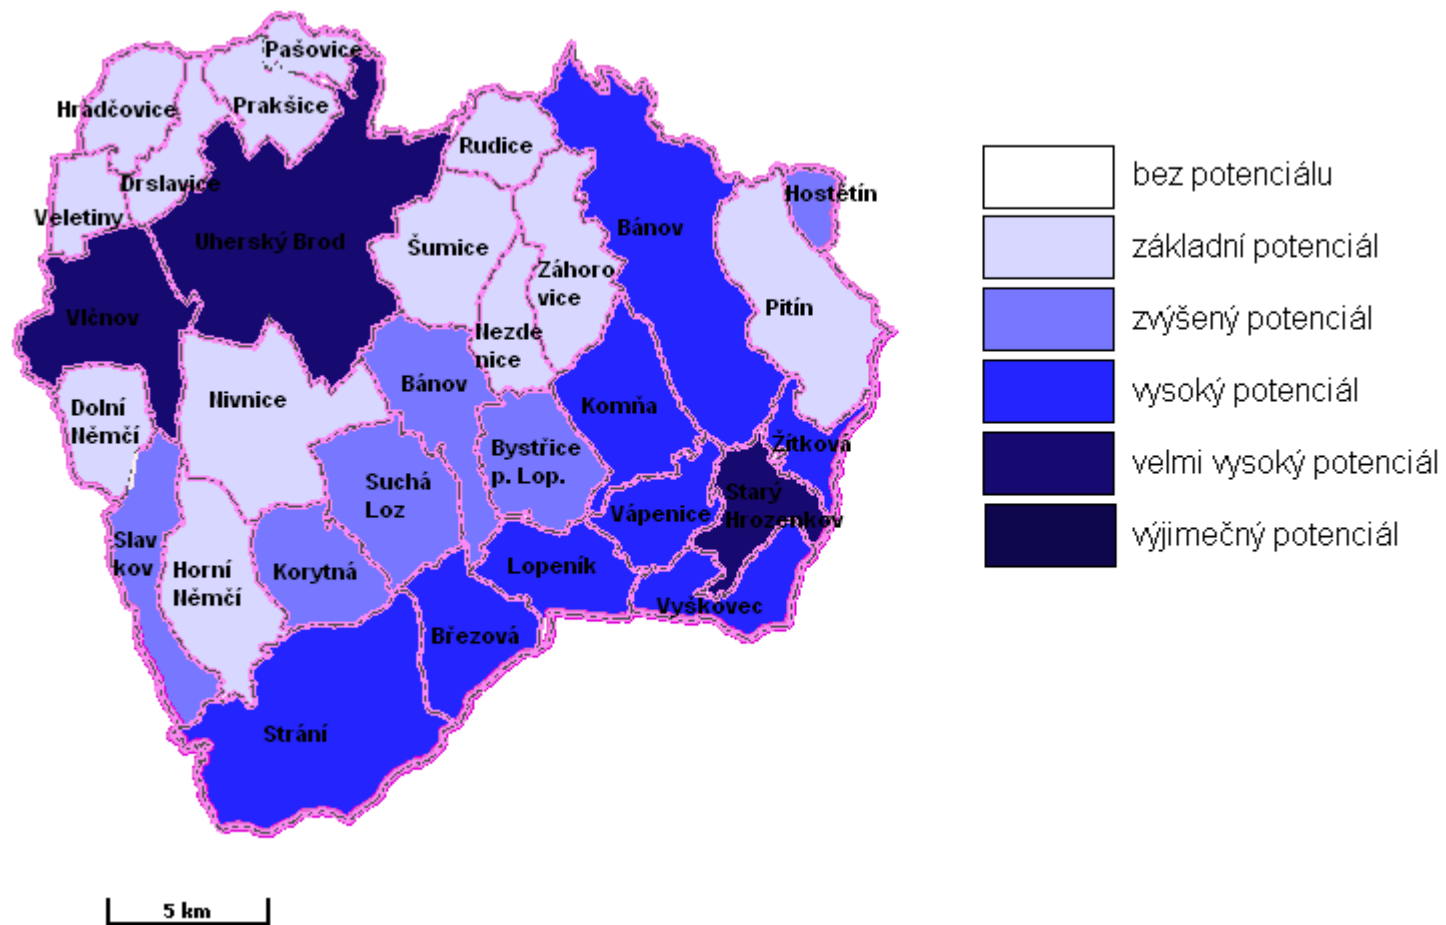 Pašovice
Hradčovice
Prakšice
Rudice
Drslavice
Hostětín
Veletiny
Bánov
Uherský Brod
Šumice
Záhoro
vice
Pitín
Vlčnov
Nezde
nice
Bánov
Nivnice
Dolní
Němčí
Komňa
Žítková
Bystřice
p. Lop.
Suchá
Loz
Starý
Hrozenkov
Vápenice
Slav
kov
Horní
Němčí
Korytná
Lopeník
Vyškovec
Březová
Strání
5 km
bez potenciálu
základní potenciál
zvýšený potenciál
vysoký potenciál
velmi vysoký potenciál
výjimečný potenciál